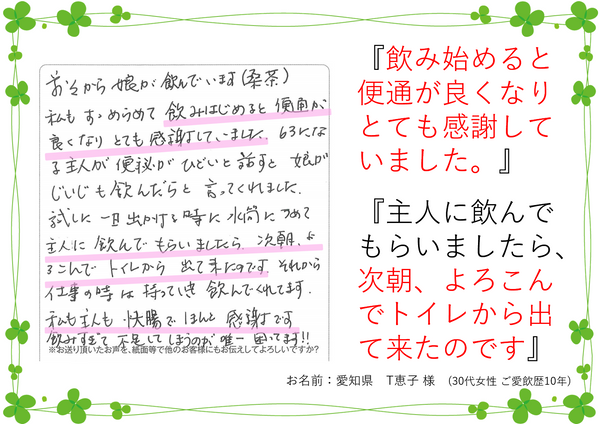 おそから娘が飲んでいます(桑茶)
私もすゝめらめて飲みはじめると便通が
良くなりとても感謝していました。63にな
る主人が便秘がひどいと話すと娘が
じいじも飲んだらと言ってくれました。
試しに一日出かける時に水筒につめて
主人に飲んでもらいましたら、次朝、よ
ろこんでトイレから出て来たのです。それから
仕事の時は持っていき飲んでくれてます。
私も主人も快腸でほんと感謝です
飲みすぎて不足してしまうのが唯一困ってます!!
※お送り頂いたお声を、紙面等で他のお客様にもお伝えしてよろしいですか?
『飲み始めると
便通が良くなり
とても感謝して
いました。』
『主人に飲んで
もらいましたら、
次朝、よろこん
でトイレから出
て来たのです』
お名前:愛知県 T恵子 様 (30代女性 ご愛飲歴10年)